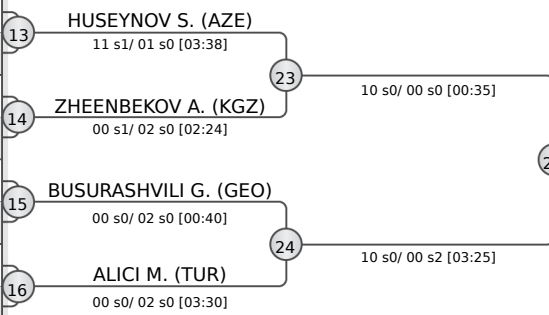 HUSEYNOV S. (AZE)
13
11 s1/ 01 s0 [03:38]
23
10 s0/ 00 s0 [00:35]
ZHEENBEKOV A. (KGZ)
14
00 s1/ 02 s0 [02:24]
BUSURASHVILI G. (GEO)
15
00 s0/ 02 s0 [00:40]
24
10 s0/ 00 s2 [03:25]
ALICI M. (TUR)
16
00 s0/ 02 s0 [03:30]